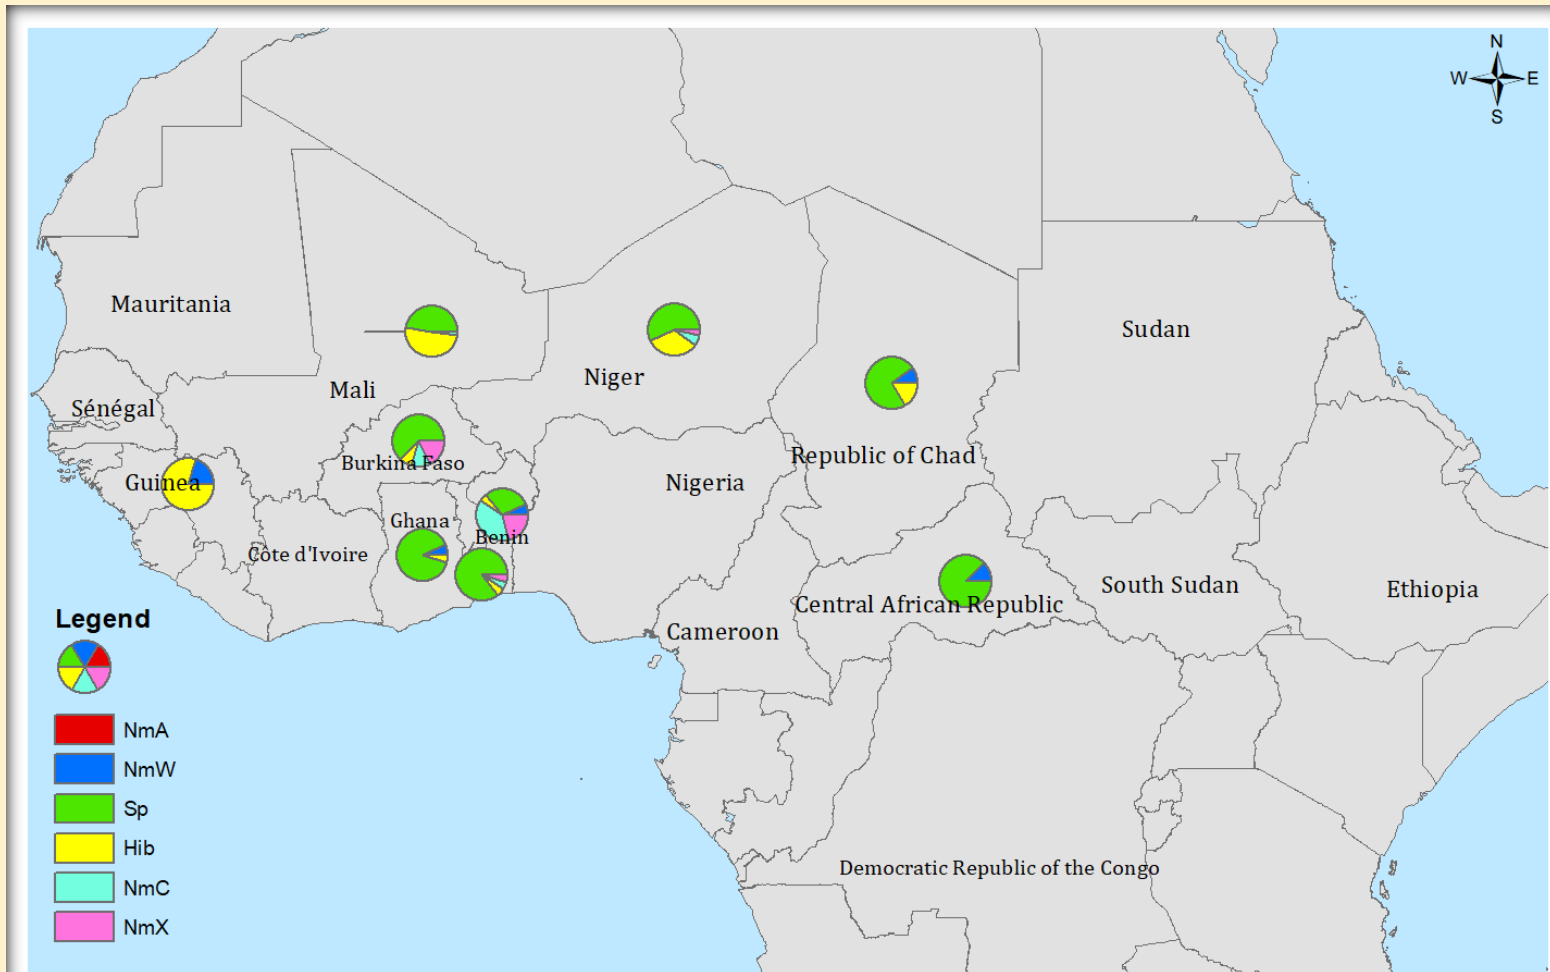 N
W E
S
Mauritania
Sudan
Niger
Mali
Sénégal
Republic of Chad
Burkina Faso
Guinea
Nigeria
Ghana
Benin
Côte d'Ivoire
South Sudan
Ethiopia
Central African Republic
Cameroon
Legend
NmA
NmW
Sp
Hib
Democratic Republic of the Congo
NmC
NmX